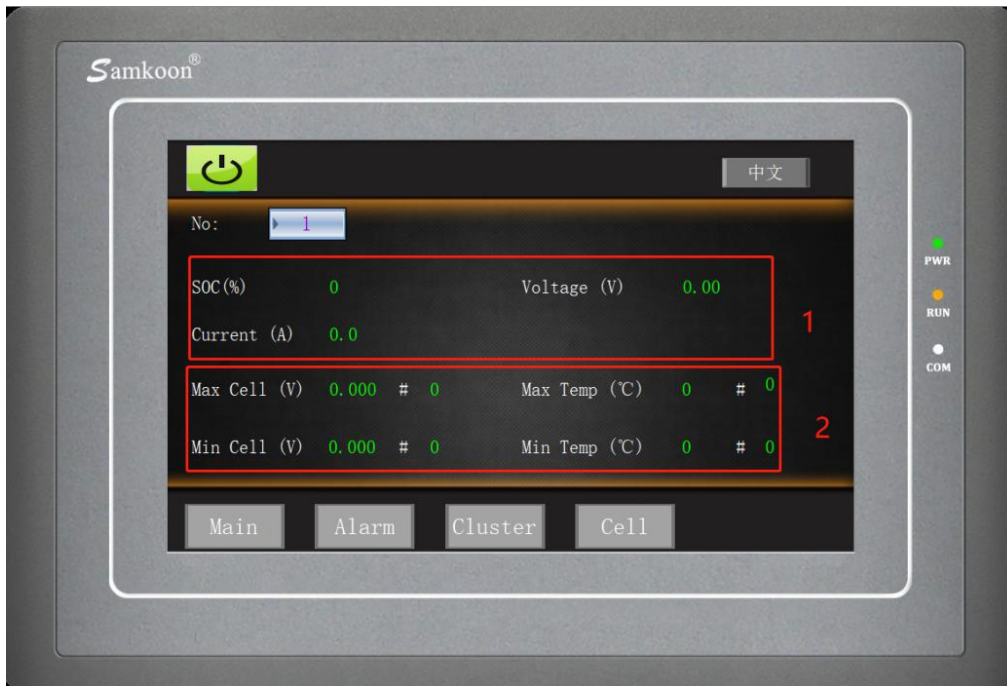 Samkoon®
中文
No: 1
SOC(%) 0 Voltage (V) 0.00
PWR
1
RUN
Current (A) 0.0
COM
Max Cell (V) 0.000 # 0 Max Temp (℃) 0 # 0
2
Min Cell (V) 0.000 # 0 Min Temp (℃) 0 # 0
Main Alarm Cluster Cell